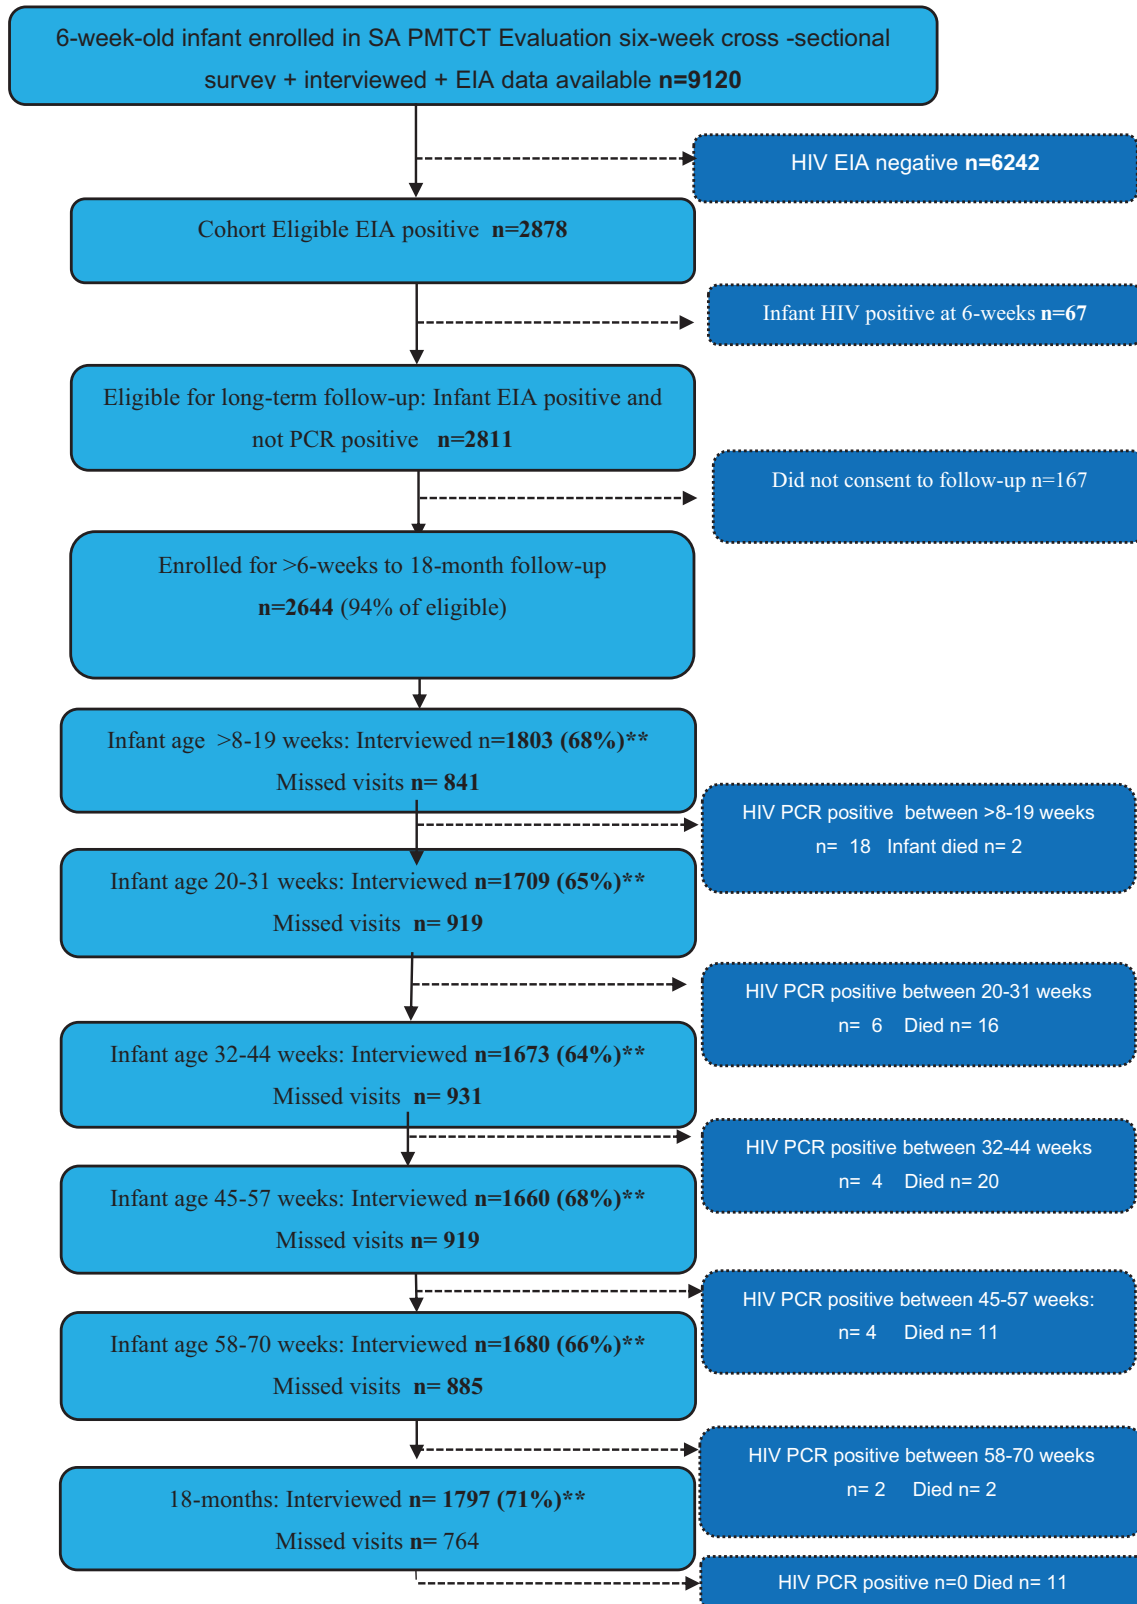 6-week-old infant enrolled in SA PMTCT Evaluation six-week cross -sectional
survey + interviewed + EIA data available n=9120
HIV EIA negative n=6242
Cohort Eligible EIA positive n=2878
Infant HIV positive at 6-weeks n=67
Eligible for long-term follow-up: Infant EIA positive and
not PCR positive n=2811
Did not consent to follow-up n=167
Enrolled for >6-weeks to 18-month follow-up
n=2644 (94% of eligible)
Infant age >8-19 weeks: Interviewed n=1803 (68%)**
Missed visits n= 841
HIV PCR positive between >8-19 weeks
n= 18 Infant died n= 2
Infant age 20-31 weeks: Interviewed n=1709 (65%)**
Missed visits n= 919
HIV PCR positive between 20-31 weeks
n= 6 Died n= 16
Infant age 32-44 weeks: Interviewed n=1673 (64%)**
Missed visits n= 931
HIV PCR positive between 32-44 weeks
n= 4 Died n= 20
Infant age 45-57 weeks: Interviewed n=1660 (68%)**
Missed visits n= 919
HIV PCR positive between 45-57 weeks:
n= 4 Died n= 11
Infant age 58-70 weeks: Interviewed n=1680 (66%)**
Missed visits n= 885
HIV PCR positive between 58-70 weeks
n= 2 Died n= 2
18-months: Interviewed n= 1797 (71%)**
Missed visits n= 764
HIV PCR positive n=0 Died n= 11